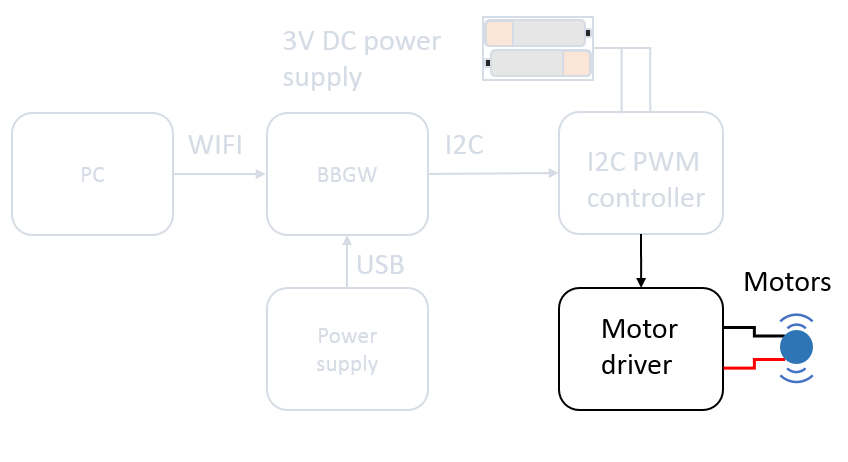 3V DC power
supply
PC
WIFI
BBGW
I2C
I2C PWM
controller
USB
Power
supply
Motor
driver
Motors